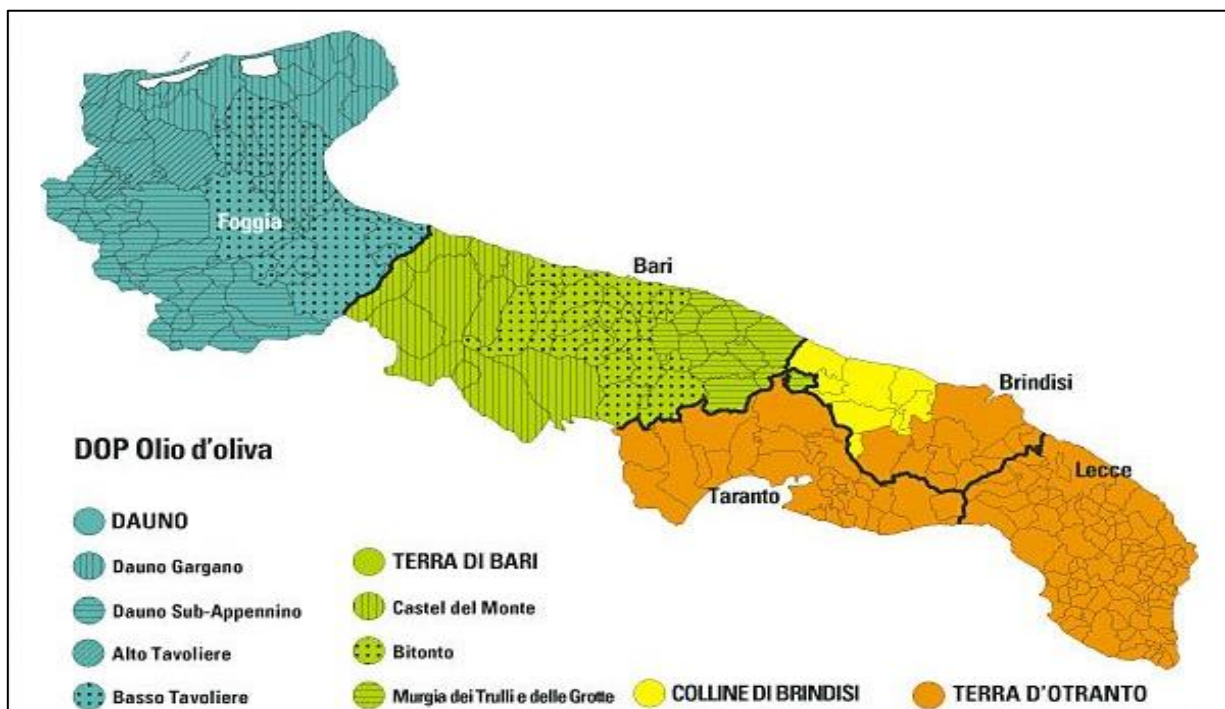 Foggia
Bari
Brindisi
Lecce
Taranto
DOP Olio d'oliva
DAUNO
Dauno Gargano
Dauno Sub-Appennino
Alto Tavoliere
Basso Tavoliere
TERRA DI BARI
Castel del Monte
Bitonto
Murgia dei Trulli e delle Grotte
COLLINE DI BRINDISI
TERRA D'OTRANTO